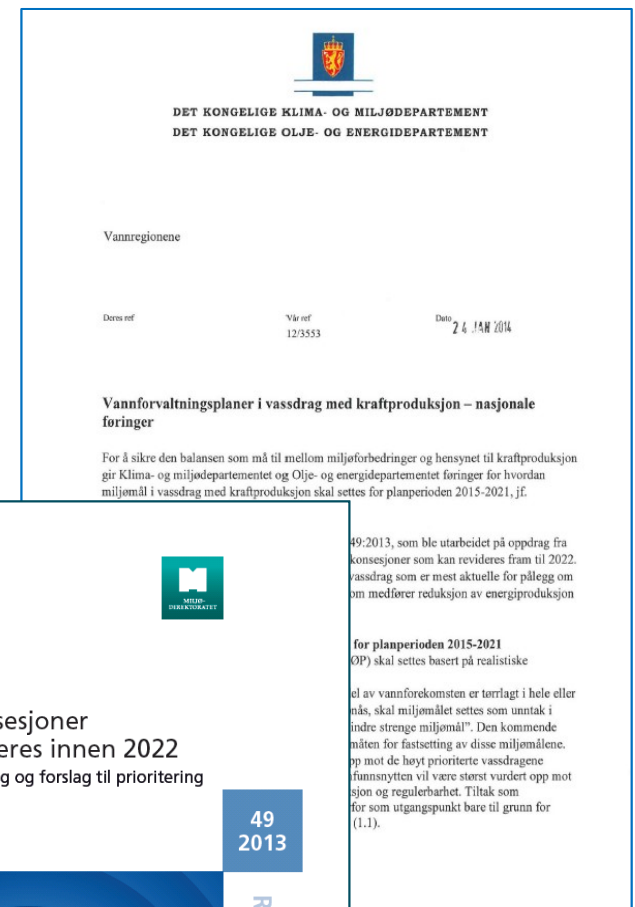 DET KONGELIGE KLIMA- OG MILJØDEPARTEMENT
DET KONGELIGE OLJE- OG ENERGIDEPARTEMENT
Vannregionene
Deres ref
Vår ref
Dato
12/3553
24 JAN 2014
Vannforvaltningsplaner i vassdrag med kraftproduksjon – nasjonale
føringer
For å sikre den balansen som må til mellom miljøforbedringer og hensynet til kraftproduksjon
gir Klima- og miljødepartementet og Olje- og energidepartementet føringer for hvordan
miljømål i vassdrag med kraftproduksjon skal settes for planperioden 2015-2021, jf.
49:2013, som ble utarbeidet på oppdrag fra
konsesjoner som kan revideres fram til 2022.
vassdrag som er mest aktuelle for pålegg om
om medfører reduksjon av energiproduksjon
for planperioden 2015-2021
ØP) skal settes basert på realistiske
el av vannforekomsten er tørrlagt i hele eller
nås, skal miljømålet settes som unntak i
indre strenge miljømål”. Den kommende
måten for fastsetting av disse miljømålene.
pp mot de høyt prioriterte vassdragene
funnsnytten vil være størst vurdert opp mot
sjon og regulerbarhet. Tiltak som
for som utgangspunkt bare til grunn for
(1.1).
MILJØ-
DIREKTORATET
sesjoner
eres innen 2022
g og forslag til prioritering
49
2013
R